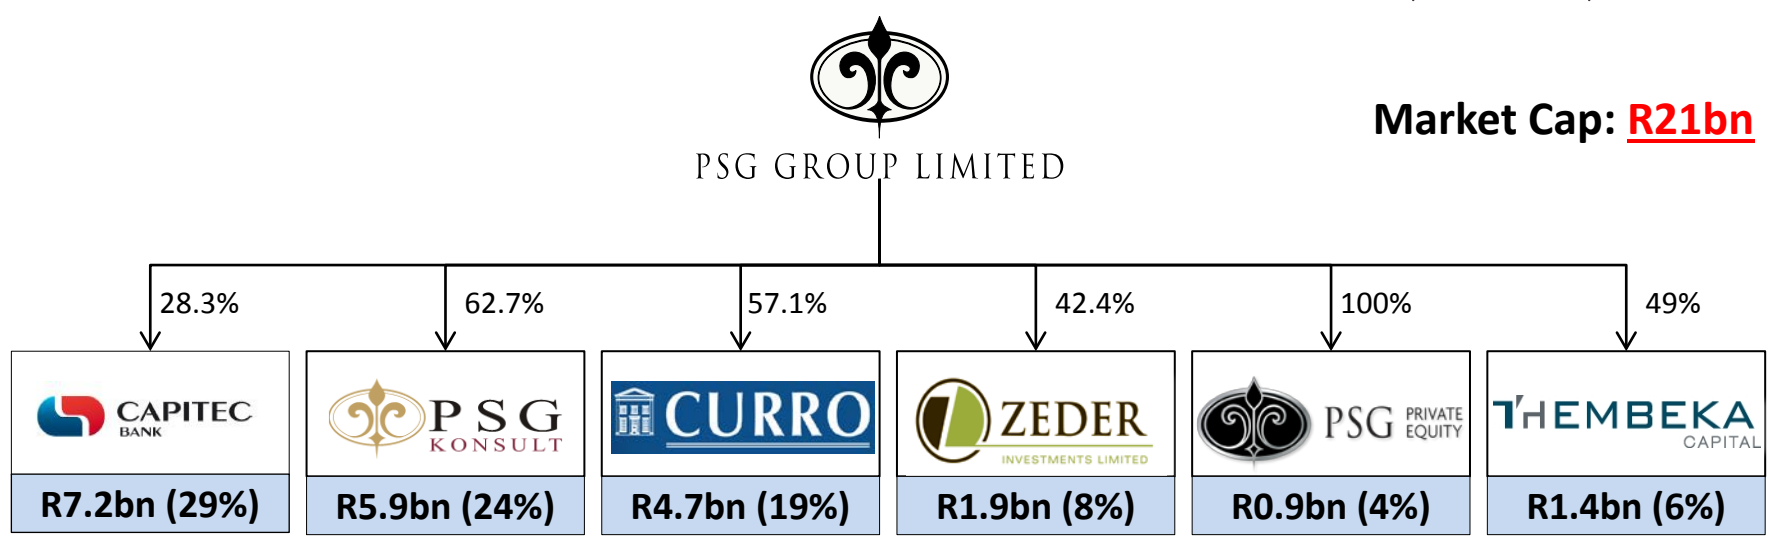 PSG GROUP LIMITED
Market Cap: R21bn
28.3%
62.7%
57.1%
42.4%
100%
49%
CAPITEC
BANK
PSG
KONSULT
CURRO
ZEDER
INVESTMENTS LIMITED
PSG PRIVATE
EQUITY
THEMBEKA
CAPITAL
R7.2bn (29%)
R5.9bn (24%)
R4.7bn (19%)
R1.9bn (8%)
R0.9bn (4%)
R1.4bn (6%)